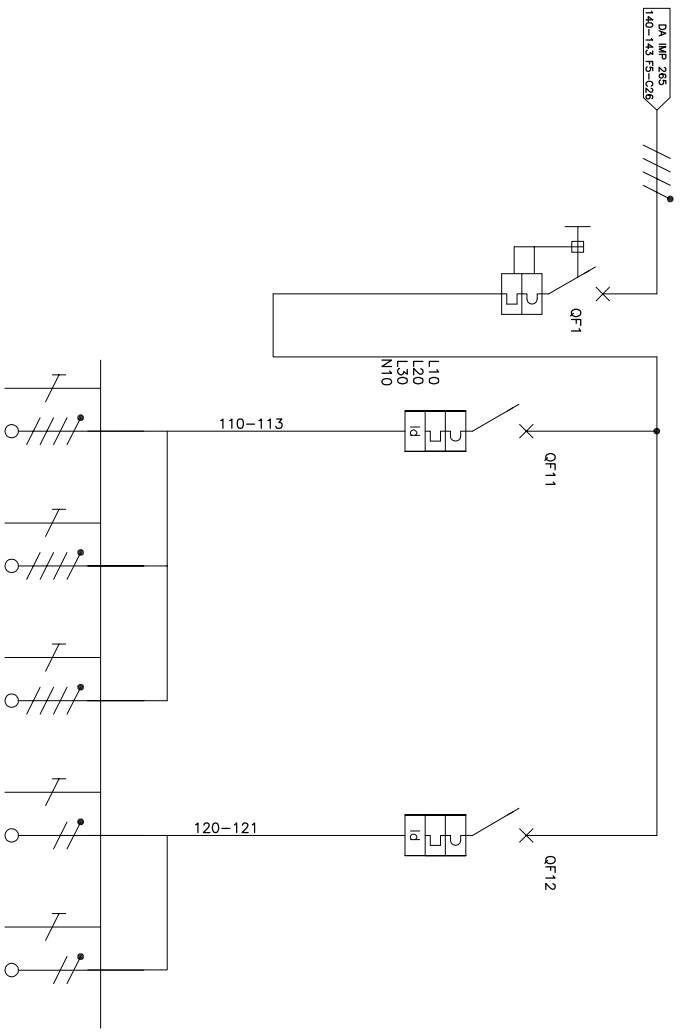 DA IMP 265
140-143 F5-C26
QF1
L10
L20
L30
N10
QF11
Id
110-113
QF12
Id
120-121